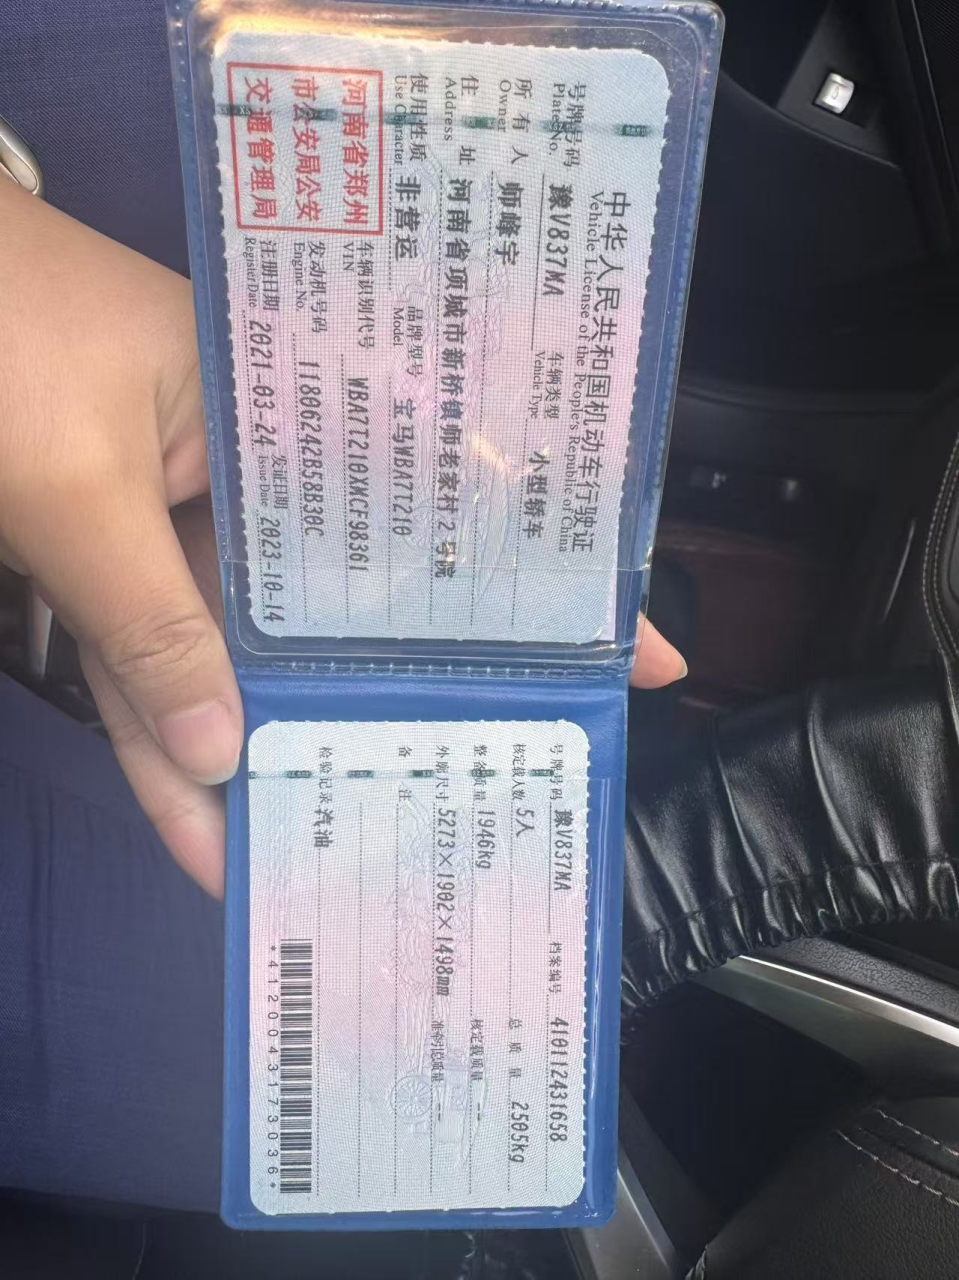 中华人民共和国机动车行驶证
Vehicle License of the People's Republic of China
号牌号码 豫V837MA 车辆类型 小型轿车
Plate No. Vehicle Type
所有人 师峰宇
Owner
住址 河南省项城市新桥镇师老家村2号院
Address
使用性质 非营运 品牌型号 宝马WBA7T210
Use Character Model
河南省郑州
市公安局公安
交通管理局
车辆识别代号 WBA7T210XMCF98361
VIN
发动机号码 11806242B58B30C
Engine No.
注册日期 2021-03-24 发证日期 2023-10-14
Register Date Issue Date
号牌号码 豫V837MA 档案编号 410112431658
核定载人数 5人 总质量 2505kg
整备质量 1946kg 核定载质量 --
外廓尺寸 5273×1902×1498mm 准牵引总质量 --
备注
检验记录 汽油
*4120043173036*